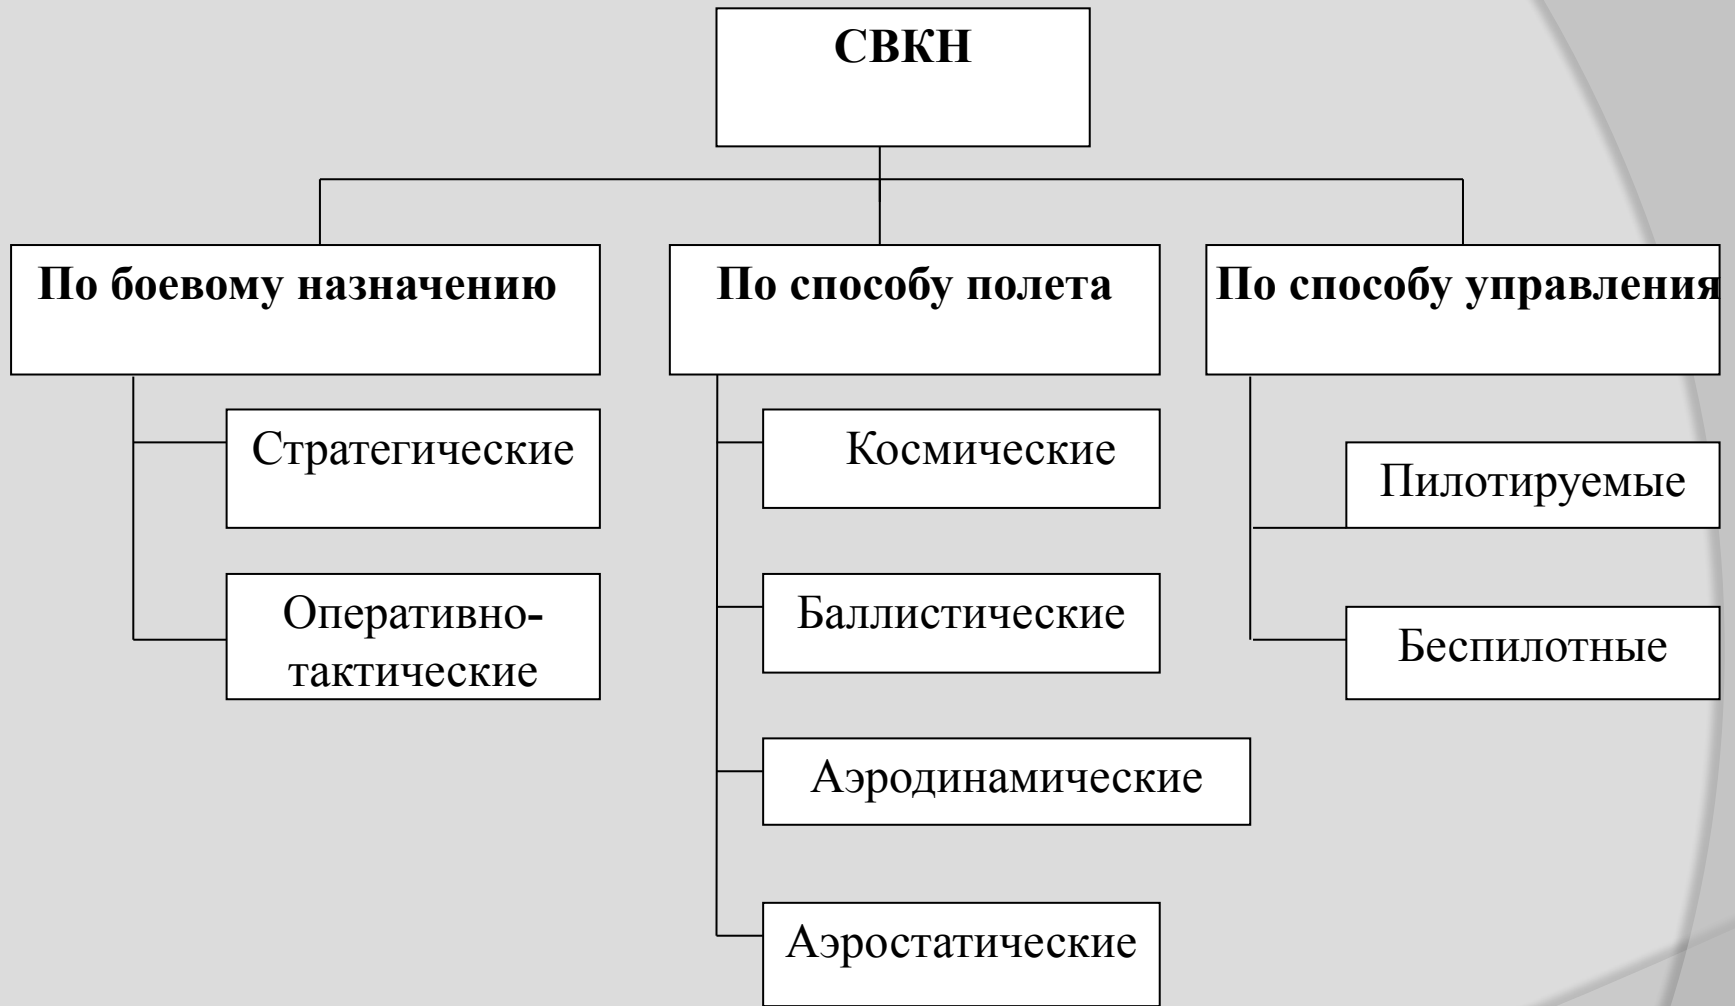 СВКН
По боевому назначению
Стратегические
Оперативно-
тактические
По способу полета
Космические
Баллистические
Аэродинамические
Аэростатические
По способу управления
Пилотируемые
Беспилотные